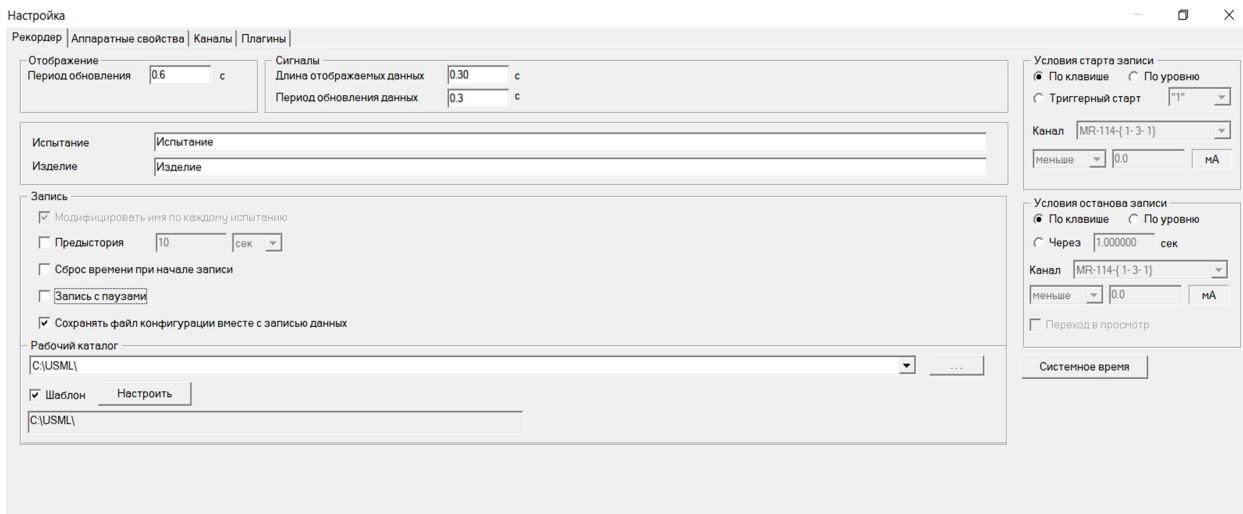 Настройка
Рекордер Аппаратные свойства Каналы Плагины
Отображение
Период обновления 0.6 с
Сигналы
Длина отображаемых данных 0.30 с
Период обновления данных 0.3 с
Испытание Испытание
Изделие Изделие
Запись
Модифицировать имя по каждому испытанию
Предыстория 10 сек
Сброс времени при начале записи
Запись с паузами
Сохранять файл конфигурации вместе с записью данных
Рабочий каталог
C:\USML\
...
Шаблон Настроить
C:\USML\
Условия старта записи
По клавише По уровню
Триггерный старт "1"
Канал MR-114-{ 1- 3- 1}
меньше 0.0 мА
Условия останова записи
По клавише По уровню
Через 1.000000 сек
Канал MR-114-{ 1- 3- 1}
меньше 0.0 мА
Переход в просмотр
Системное время